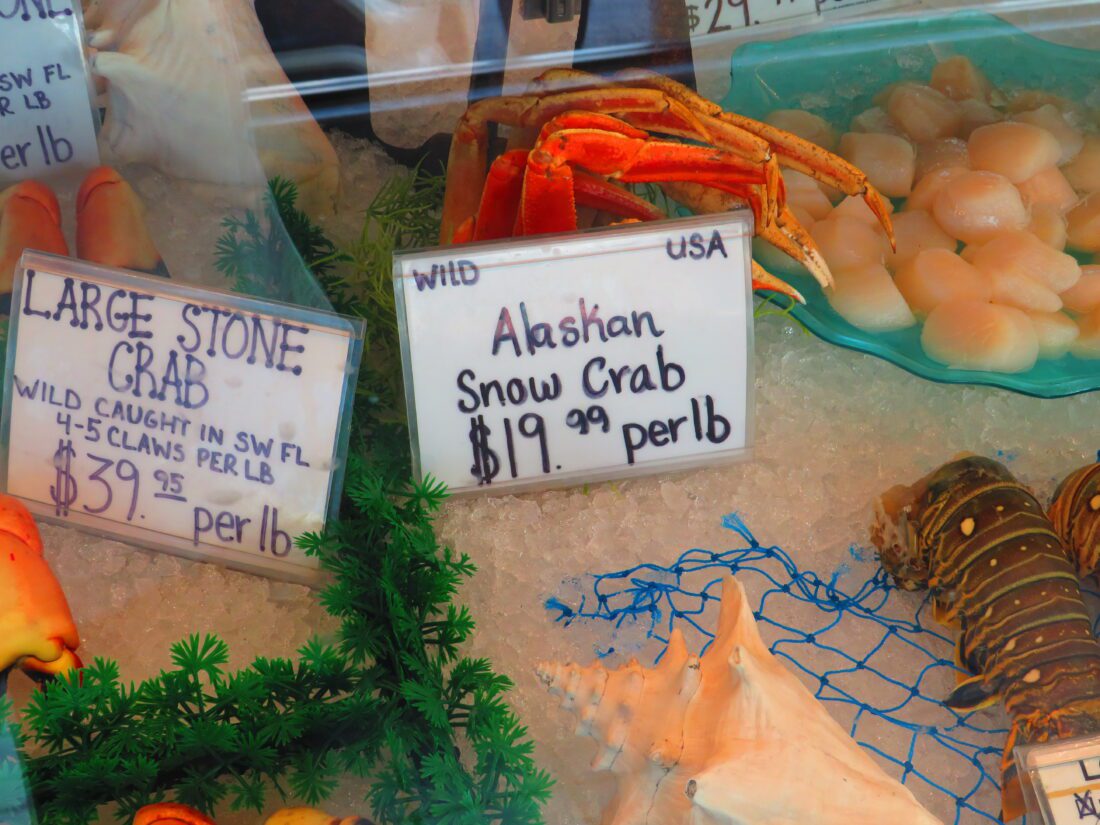 SW FL
R LB
er lb
$29.
LARGE STONE
CRAB
WILD CAUGHT IN SW FL
4-5 CLAWS PER LB
$39.95 per lb
WILD USA
Alaskan
Snow Crab
$19.99 per lb